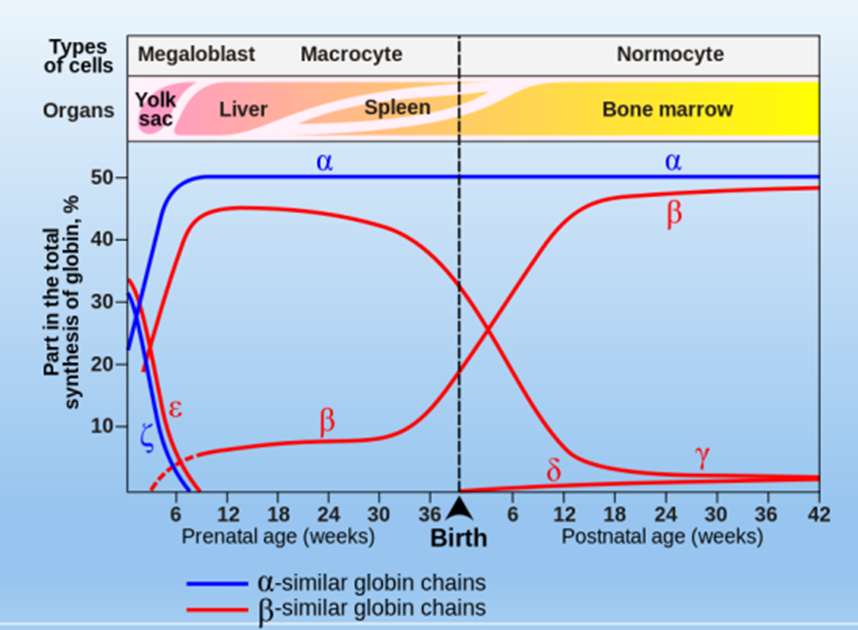 Types
of cells
Megaloblast Macrocyte Normocyte
Organs
Yolk
sac
Liver Spleen Bone marrow
Part in the total
synthesis of globin, %
50
40
30
20
10
α α
β
ε
ζ
β
δ
γ
6 12 18 24 30 36 6 12 18 24 30 36 42
Prenatal age (weeks) Birth Postnatal age (weeks)
α-similar globin chains
β-similar globin chains